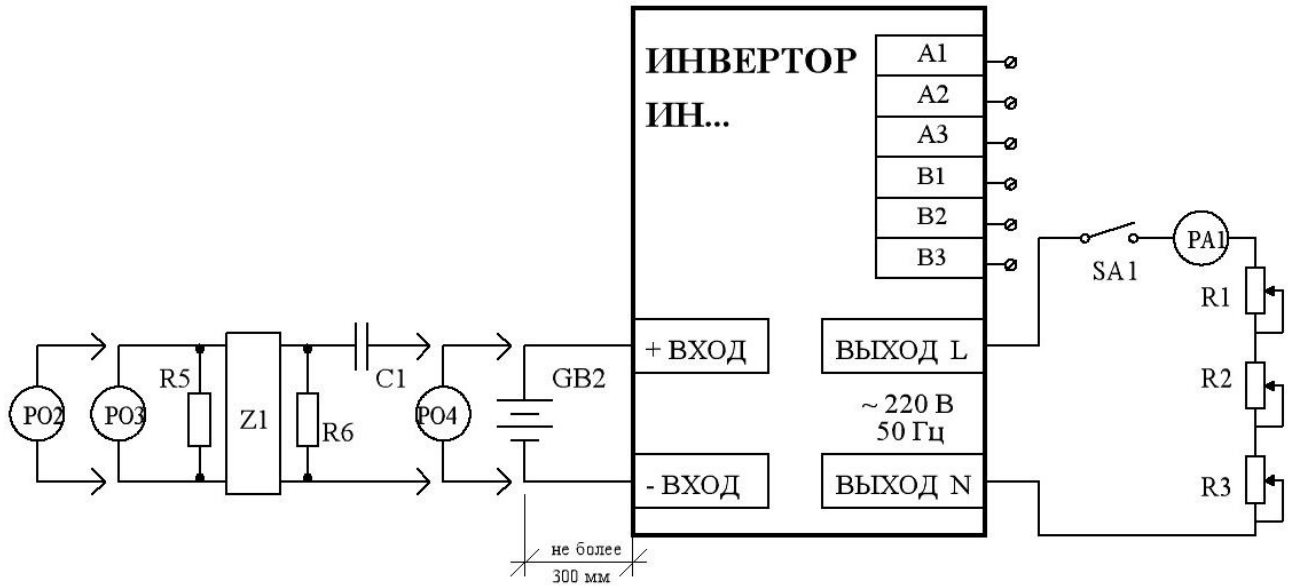 ИНВЕРТОР
ИН...
A1
A2
A3
B1
B2
B3
SA1
PA1
R1
R2
R3
+ ВХОД
ВЫХОД L
~ 220 В
50 Гц
- ВХОД
ВЫХОД N
PO2
PO3
R5
Z1
R6
C1
PO4
GB2
не более
300 мм